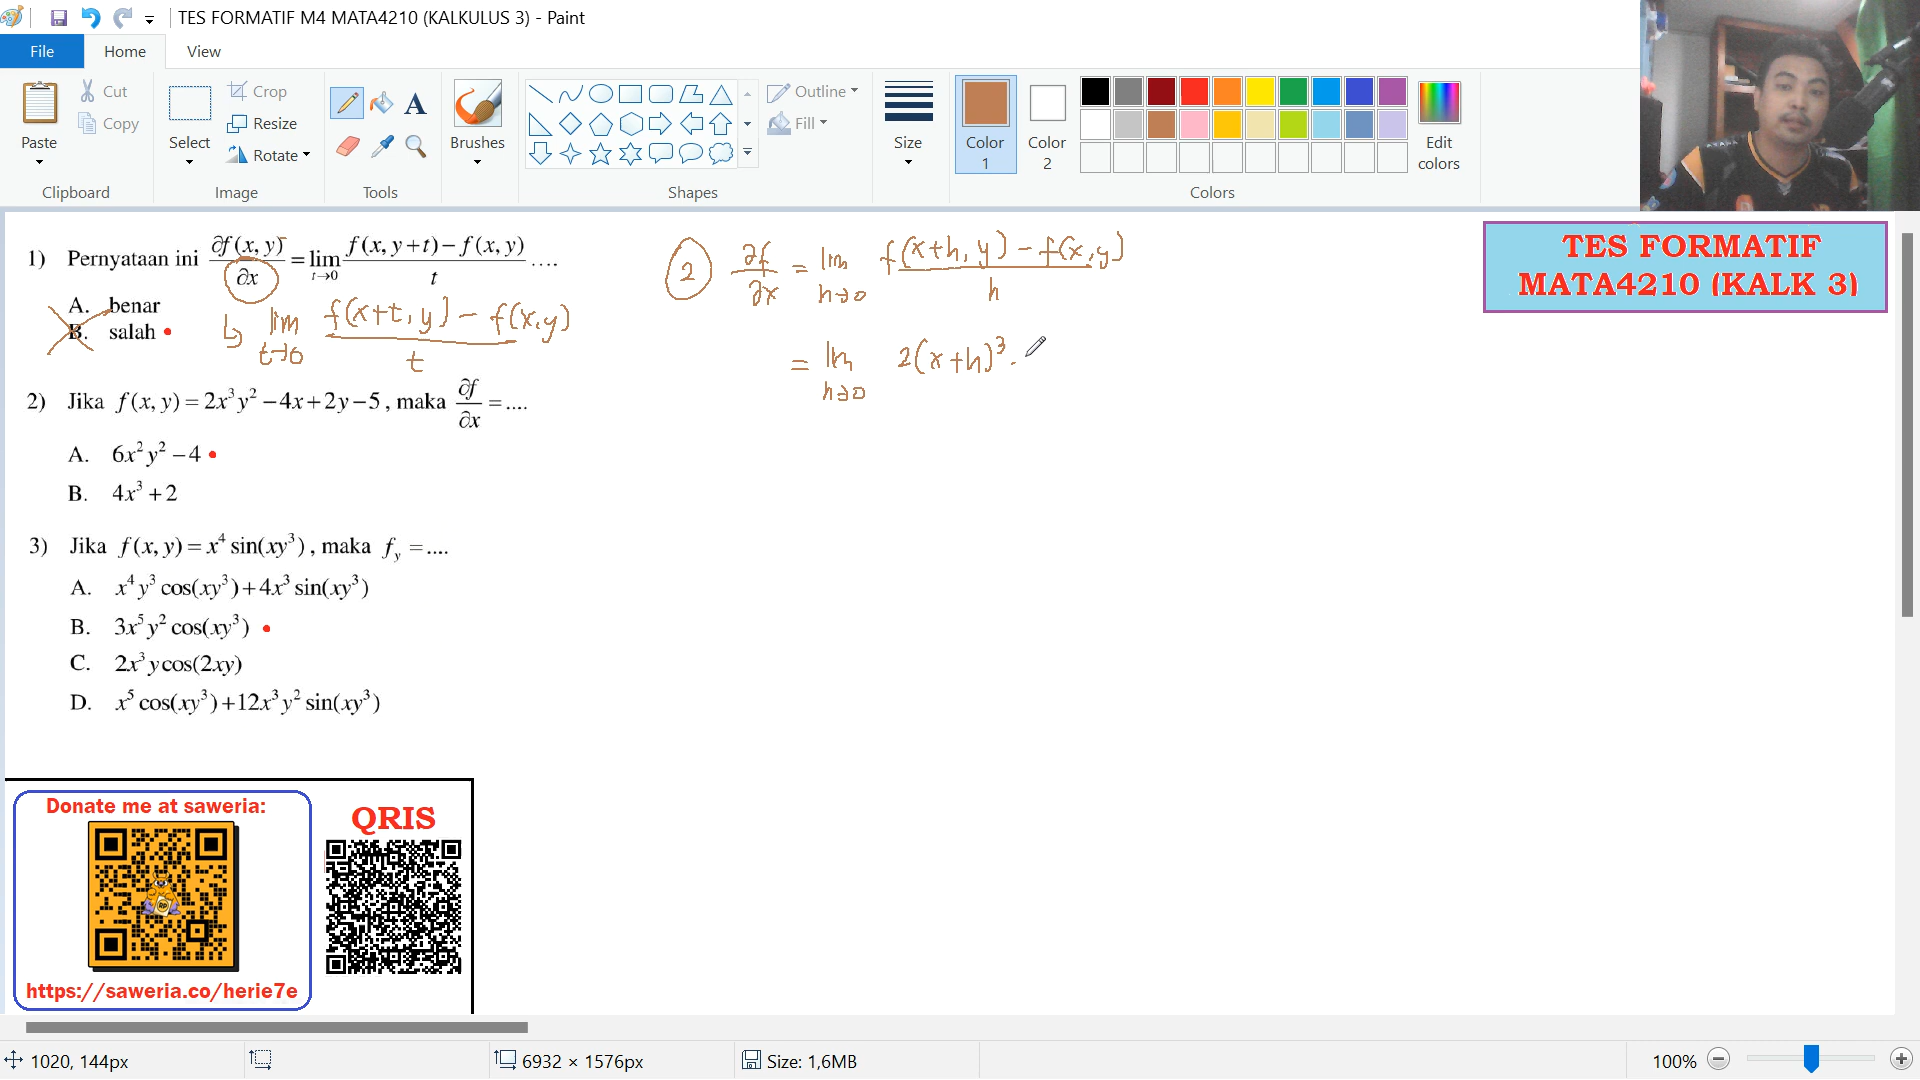 TES FORMATIF M4 MATA4210 (KALKULUS 3) - Paint
File Home View
Paste
Cut
Copy
Clipboard
Select
Crop
Resize
Rotate
Image
Tools
Brushes
Shapes
Outline
Fill
Size
Color 1
Color 2
Edit colors
Colors
TES FORMATIF
MATA4210 (KALK 3)
1) Pernyataan ini ∂f(x, y)/∂x = lim t→0 f(x, y+t) − f(x, y)/t ....
A. benar
B. salah
↳ lim t→0 f(x+t, y) − f(x,y)/t
2) Jika f(x, y) = 2x³y² − 4x + 2y − 5, maka ∂f/∂x = ....
A. 6x²y² − 4
B. 4x³ + 2
3) Jika f(x, y) = x⁴ sin(xy³), maka f_y = ....
A. x⁴y³ cos(xy³) + 4x³ sin(xy³)
B. 3x⁵y² cos(xy³)
C. 2x³y cos(2xy)
D. x⁵ cos(xy³) + 12x³y² sin(xy³)
2 ∂f/∂x = lim h→0 f(x+h, y) − f(x,y)/h
= lim h→0 2(x+h)³.
Donate me at saweria:
https://saweria.co/herie7e
QRIS
1020, 144px
6932 × 1576px
Size: 1,6MB
100%